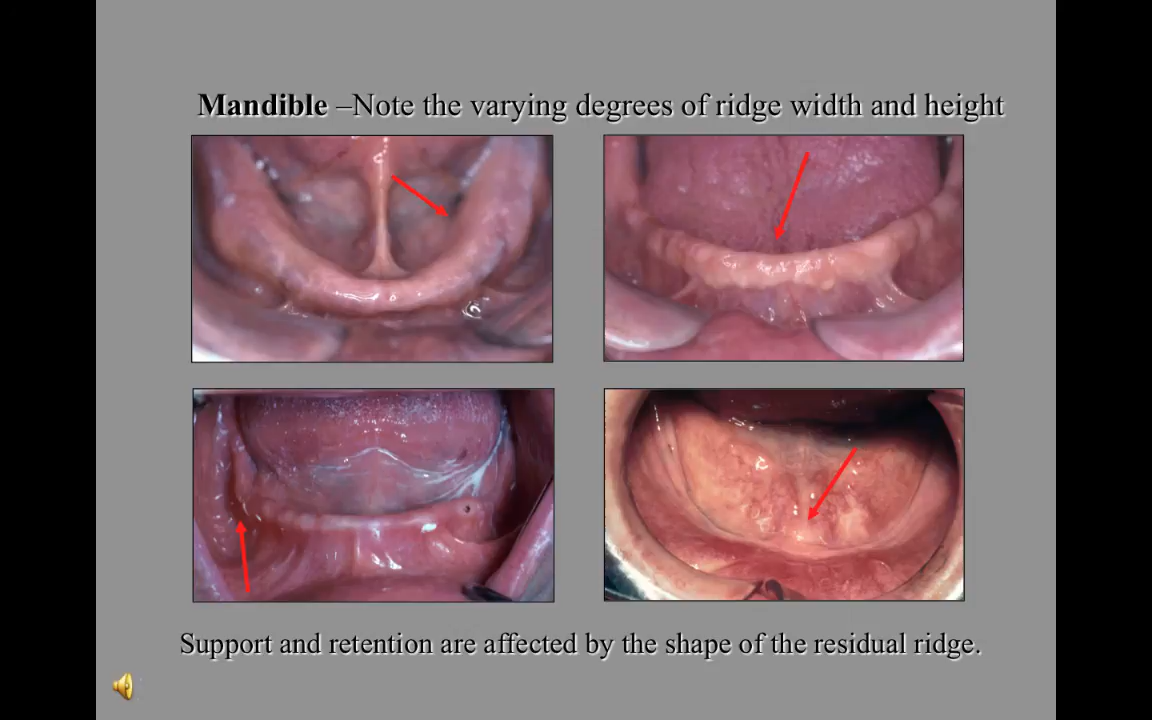 Mandible –Note the varying degrees of ridge width and height
Support and retention are affected by the shape of the residual ridge.